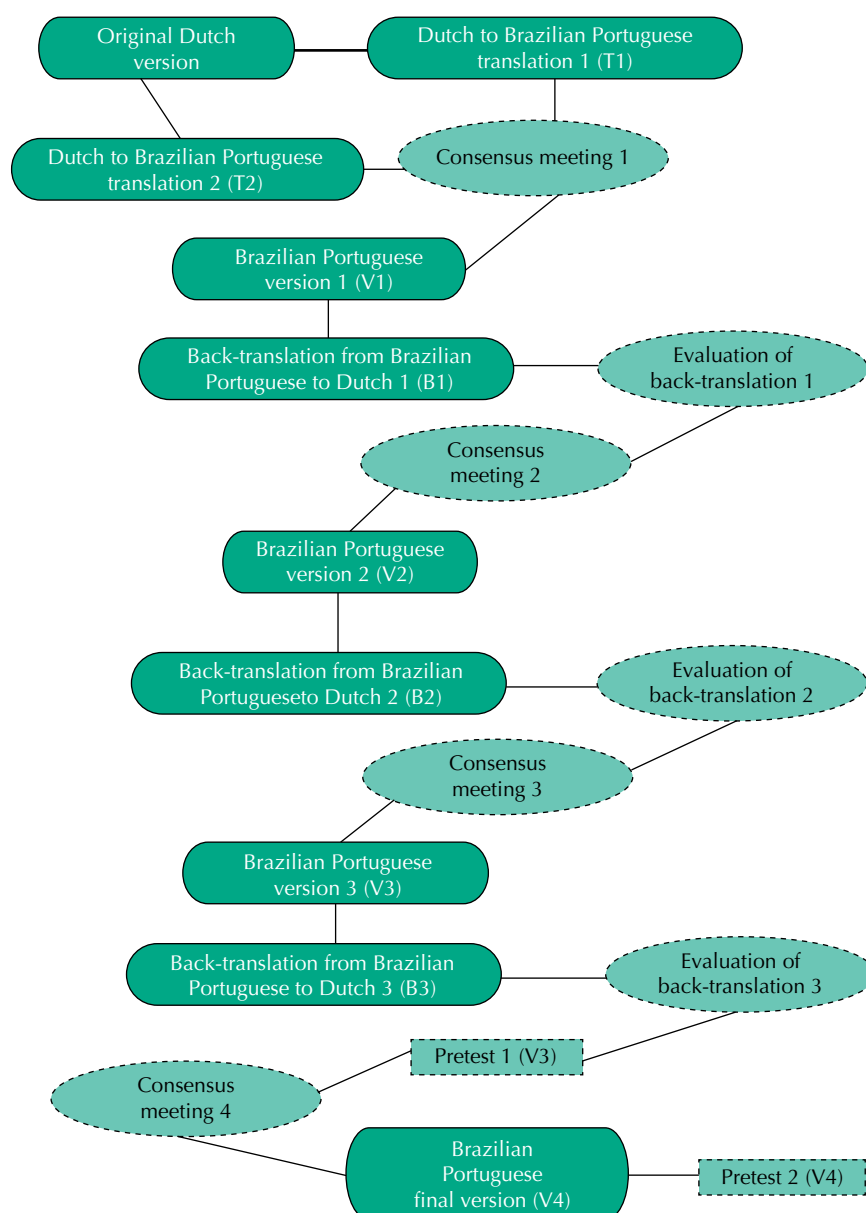 Original Dutch
version
Dutch to Brazilian Portuguese
translation 1 (T1)
Dutch to Brazilian Portuguese
translation 2 (T2)
Consensus meeting 1
Brazilian Portuguese
version 1 (V1)
Back-translation from Brazilian
Portuguese to Dutch 1 (B1)
Evaluation of
back-translation 1
Consensus
meeting 2
Brazilian Portuguese
version 2 (V2)
Back-translation from Brazilian
Portugueseto Dutch 2 (B2)
Evaluation of
back-translation 2
Consensus
meeting 3
Brazilian Portuguese
version 3 (V3)
Back-translation from Brazilian
Portuguese to Dutch 3 (B3)
Evaluation of
back-translation 3
Pretest 1 (V3)
Consensus
meeting 4
Brazilian
Portuguese
final version (V4)
Pretest 2 (V4)